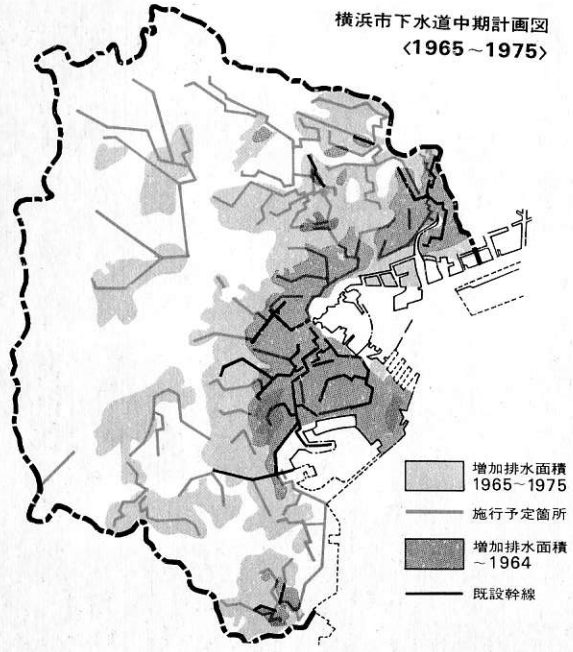 横浜市下水道中期計画図
〈1965～1975〉
増加排水面積
1965～1975
施行予定箇所
増加排水面積
～1964
既設幹線